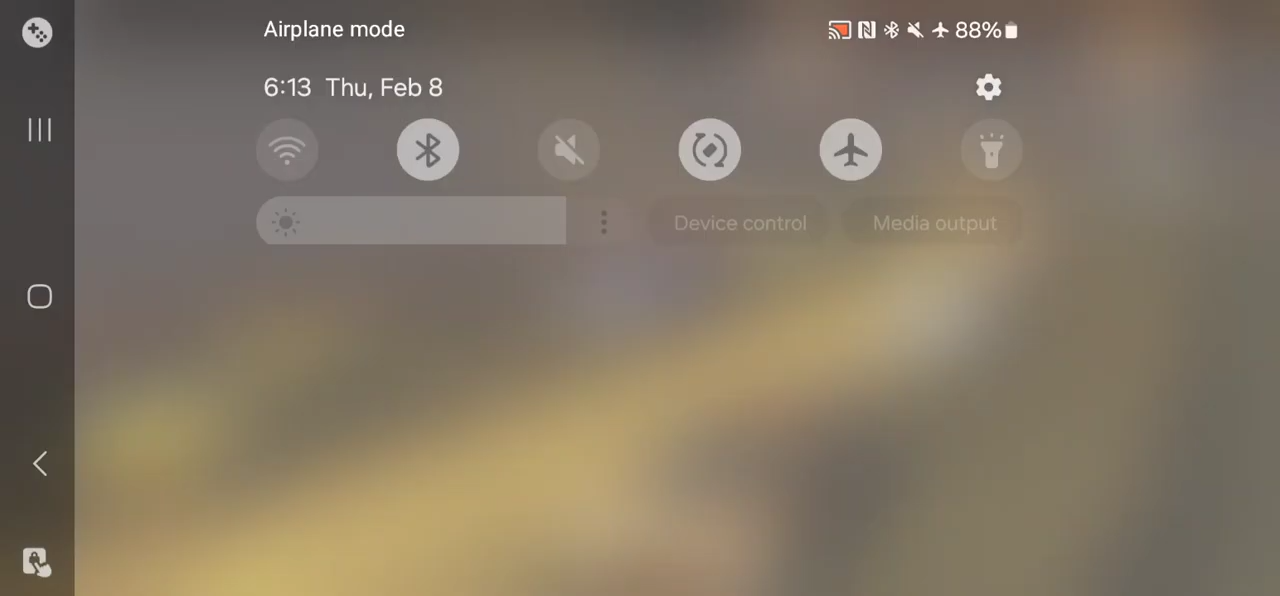 Airplane mode
88%
6:13 Thu, Feb 8
Device control
Media output